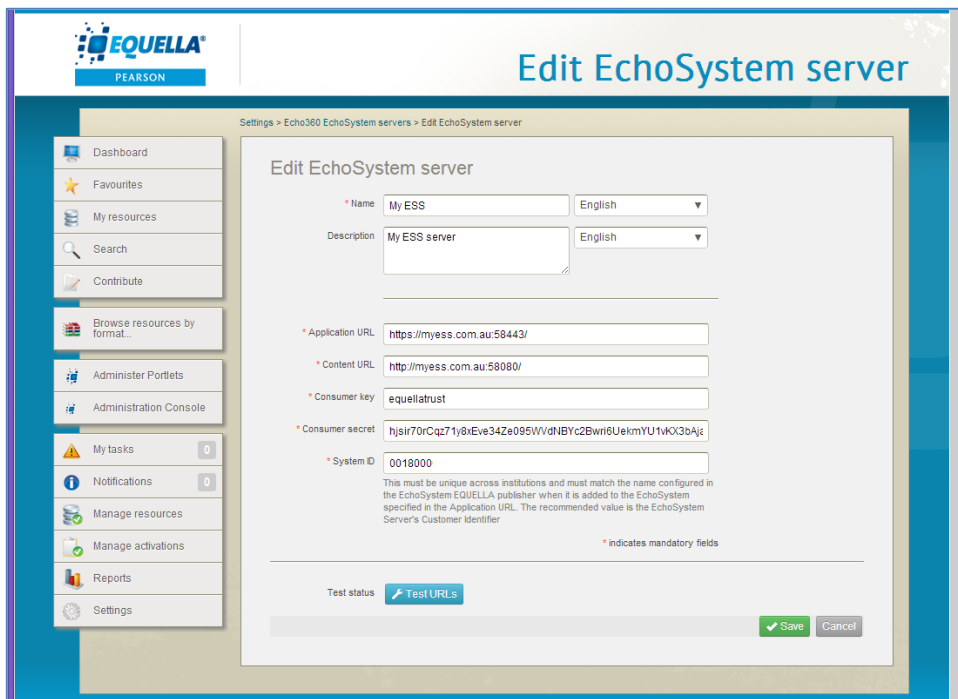 EQUELLA®
PEARSON
Edit EchoSystem server
Settings > Echo360 EchoSystem servers > Edit EchoSystem server
Dashboard
Favourites
My resources
Search
Contribute
Browse resources by
format...
Administer Portlets
Administration Console
My tasks 0
Notifications 0
Manage resources
Manage activations
Reports
Settings
Edit EchoSystem server
* Name My ESS English
Description My ESS server English
* Application URL https://myess.com.au:58443/
* Content URL http://myess.com.au:58080/
* Consumer key equellatrust
* Consumer secret hjsir70rCqz71y8xEve34Ze095WVdNBYc2Bwri6UekmYU1vKX3bAja
* System ID 0018000
This must be unique across institutions and must match the name configured in
the EchoSystem EQUELLA publisher when it is added to the EchoSystem
specified in the Application URL. The recommended value is the EchoSystem
Server's Customer Identifier
* indicates mandatory fields
Test status Test URLs
Save Cancel